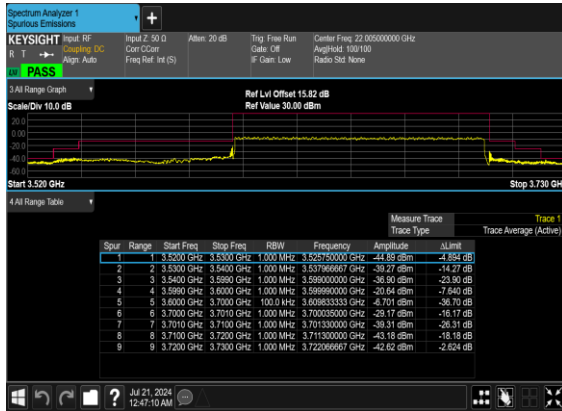 Spectrum Analyzer 1
Spurious Emissions
+
KEYSIGHT Input: RF Input Z: 50 Ω Atten: 20 dB Trig: Free Run Center Freq: 22.005000000 GHz
R T Coupling: DC Corr CCorr Gate: Off Avg|Hold: 100/100
Align: Auto Freq Ref: Int (S) IF Gain: Low Radio Std: None
PASS
3 All Range Graph
Ref Lvl Offset 15.82 dB
Scale/Div 10.0 dB Ref Value 30.00 dBm
20.0
0.00
-20.0
-40.0
-60.0
Start 3.520 GHz Stop 3.730 GH
4 All Range Table
Measure Trace Trace 1
Trace Type Trace Average (Active)
Spur Range Start Freq Stop Freq RBW Frequency Amplitude ΔLimit
1 1 3.5200 GHz 3.5300 GHz 1.000 MHz 3.525750000 GHz -44.89 dBm -4.894 dB
2 2 3.5300 GHz 3.5400 GHz 1.000 MHz 3.537966667 GHz -39.27 dBm -14.27 dB
3 3 3.5400 GHz 3.5990 GHz 1.000 MHz 3.599000000 GHz -36.90 dBm -23.90 dB
4 4 3.5990 GHz 3.6000 GHz 1.000 MHz 3.599990000 GHz -20.64 dBm -7.640 dB
5 5 3.6000 GHz 3.7000 GHz 100.0 kHz 3.609833333 GHz -6.701 dBm -36.70 dB
6 6 3.7000 GHz 3.7010 GHz 1.000 MHz 3.700035000 GHz -29.17 dBm -16.17 dB
7 7 3.7010 GHz 3.7100 GHz 1.000 MHz 3.701330000 GHz -39.31 dBm -26.31 dB
8 8 3.7100 GHz 3.7200 GHz 1.000 MHz 3.711300000 GHz -43.18 dBm -18.18 dB
9 9 3.7200 GHz 3.7300 GHz 1.000 MHz 3.722066667 GHz -42.62 dBm -2.624 dB
? Jul 21, 2024
12:47:10 AM